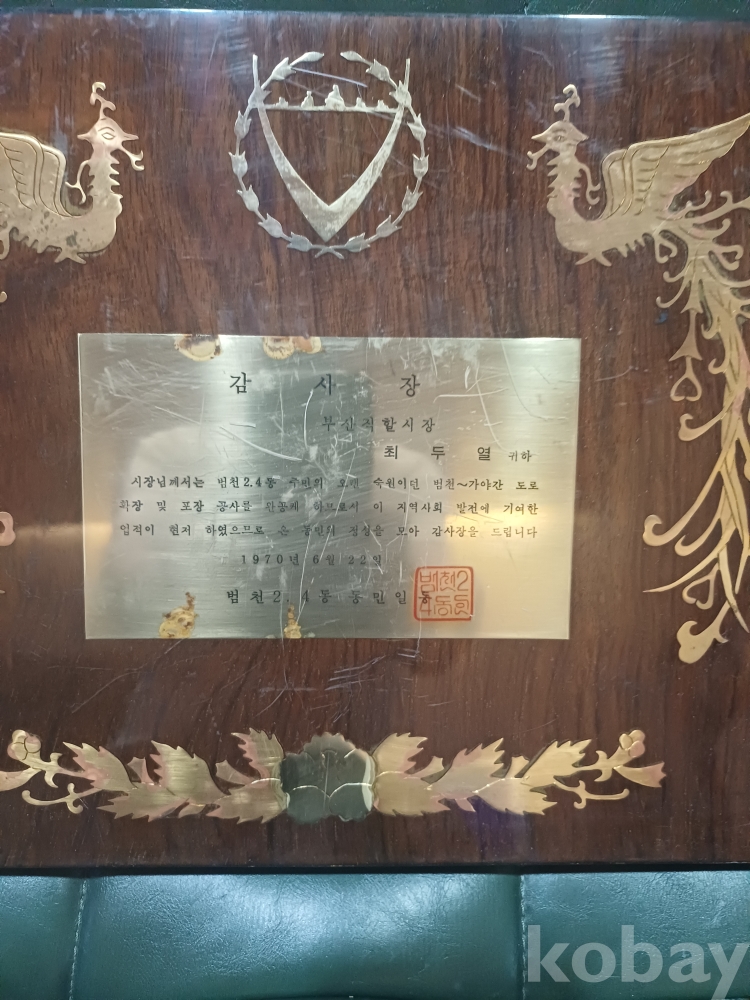 감 사 장
부산직할시장
최 두 열 귀하
시장님께서는 범천2.4동 주민의 오랜 숙원이던 범천~가야간 도로
확장 및 포장 공사를 완공케 하므로서 이 지역사회 발전에 기여한
업적이 현저 하였으므로 온 동민의 정성을 모아 감사장을 드립니다
1970년 6월 22일
범천2.4동 동민일동
kobay